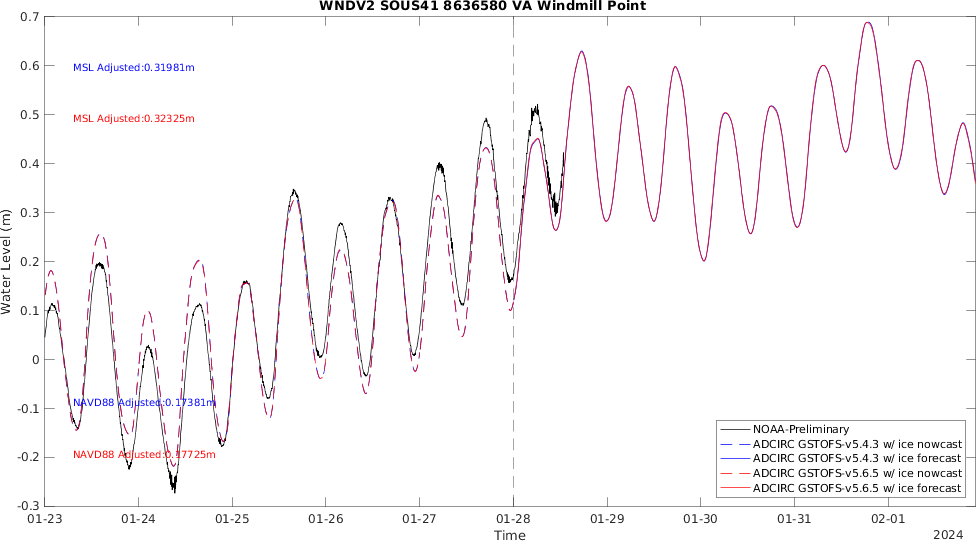 WNDV2 SOUS41 8636580 VA Windmill Point
0.7
0.6
0.5
0.4
0.3
0.2
0.1
0
-0.1
-0.2
-0.3
Water Level (m)
MSL Adjusted:0.31981m
MSL Adjusted:0.32325m
NAVD88 Adjusted:0.17381m
NAVD88 Adjusted:0.17725m
NOAA-Preliminary
ADCIRC GSTOFS-v5.4.3 w/ ice nowcast
ADCIRC GSTOFS-v5.4.3 w/ ice forecast
ADCIRC GSTOFS-v5.6.5 w/ ice nowcast
ADCIRC GSTOFS-v5.6.5 w/ ice forecast
01-23 01-24 01-25 01-26 01-27 01-28 01-29 01-30 01-31 02-01
Time
2024